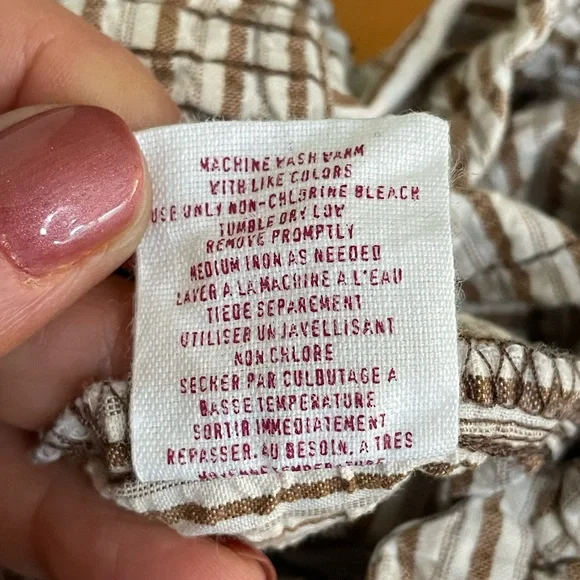 MACHINE WASH WARM
WITH LIKE COLORS
USE ONLY NON-CHLORINE BLEACH
TUMBLE DRY LOW
REMOVE PROMPTLY
MEDIUM IRON AS NEEDED
LAVER A LA MACHINE A L'EAU
TIEDE SEPAREMENT
UTILISER UN JAVELLISANT
NON CHLORE
SECHER PAR CULBUTAGE A
BASSE TEMPERATURE
SORTIR IMMEDIATEMENT
REPASSER, AU BESOIN, A TRES
MOYENNE TEMPERATURE